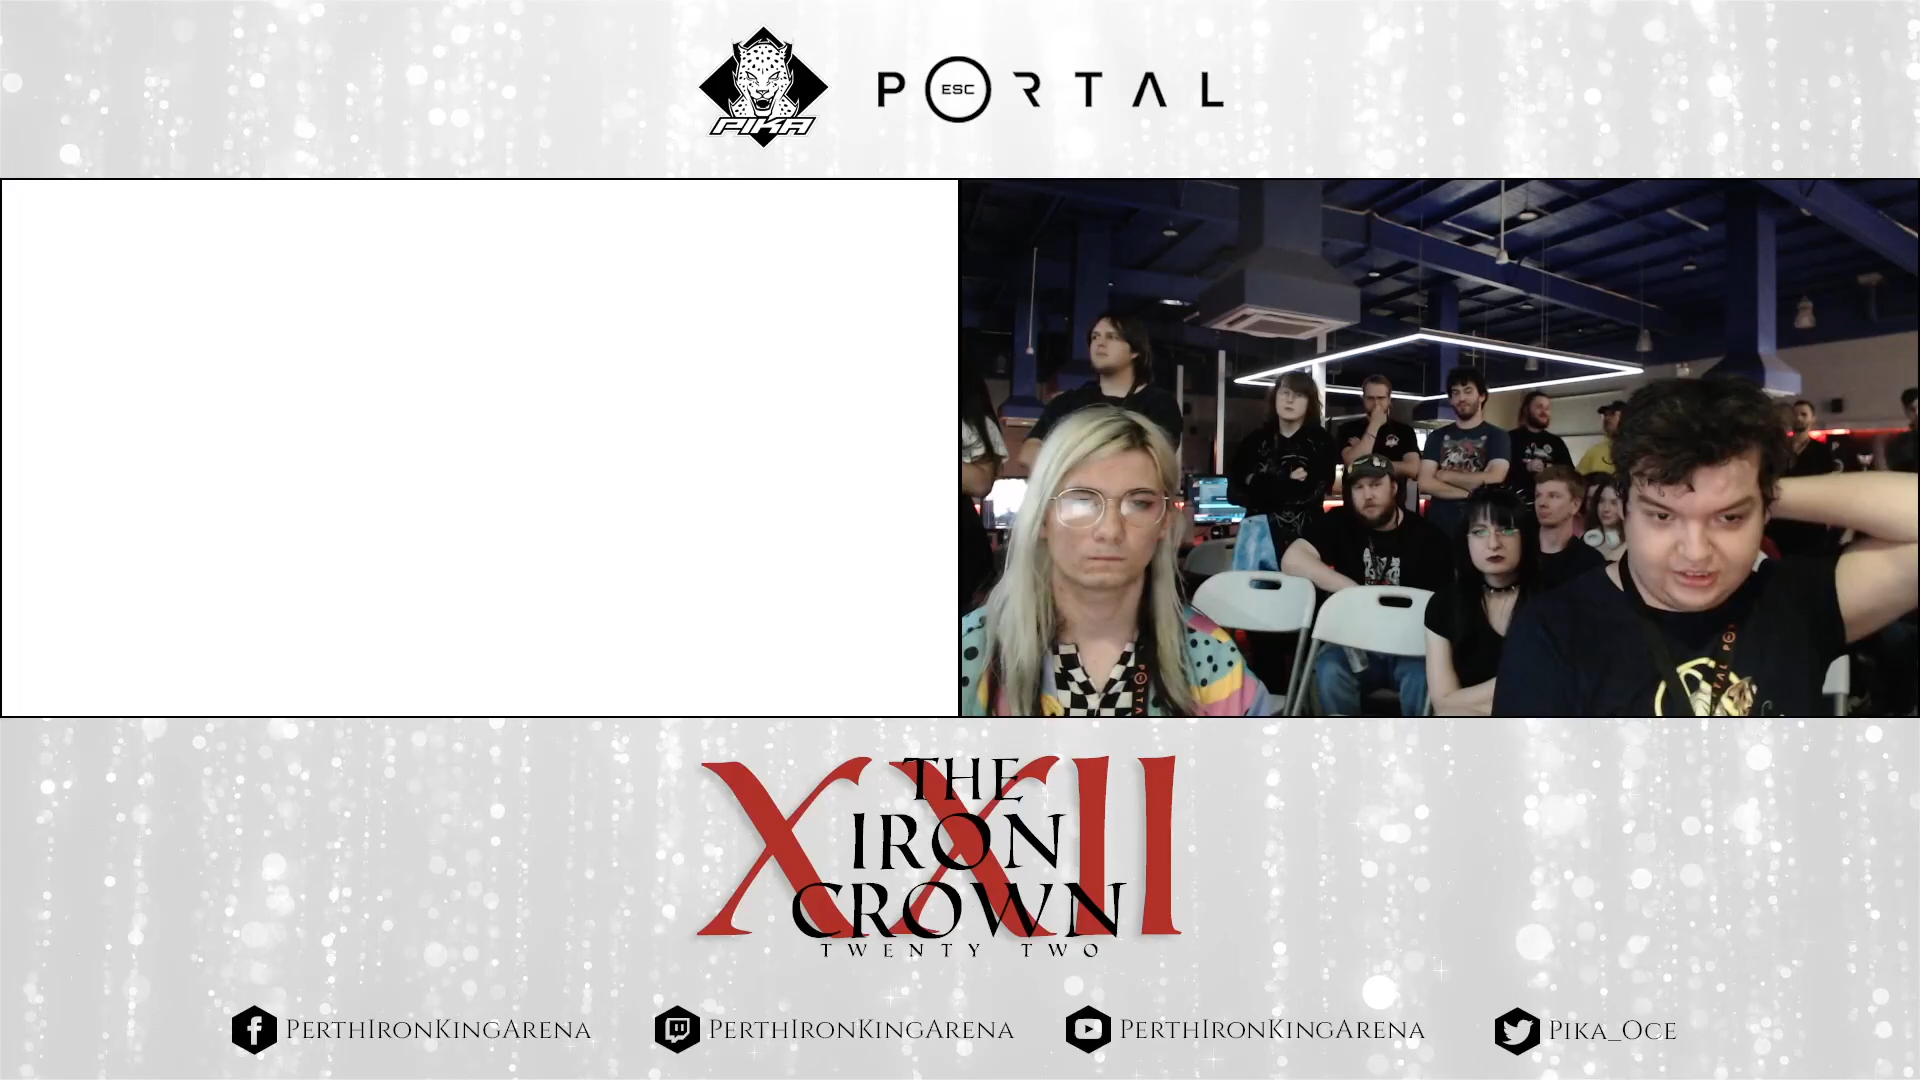 PIKA
PORTAL
ESC
XXII
THE
IRON
CROWN
TWENTY TWO
PERTHIRONKINGARENA
PERTHIRONKINGARENA
PERTHIRONKINGARENA
PIKA_OCE